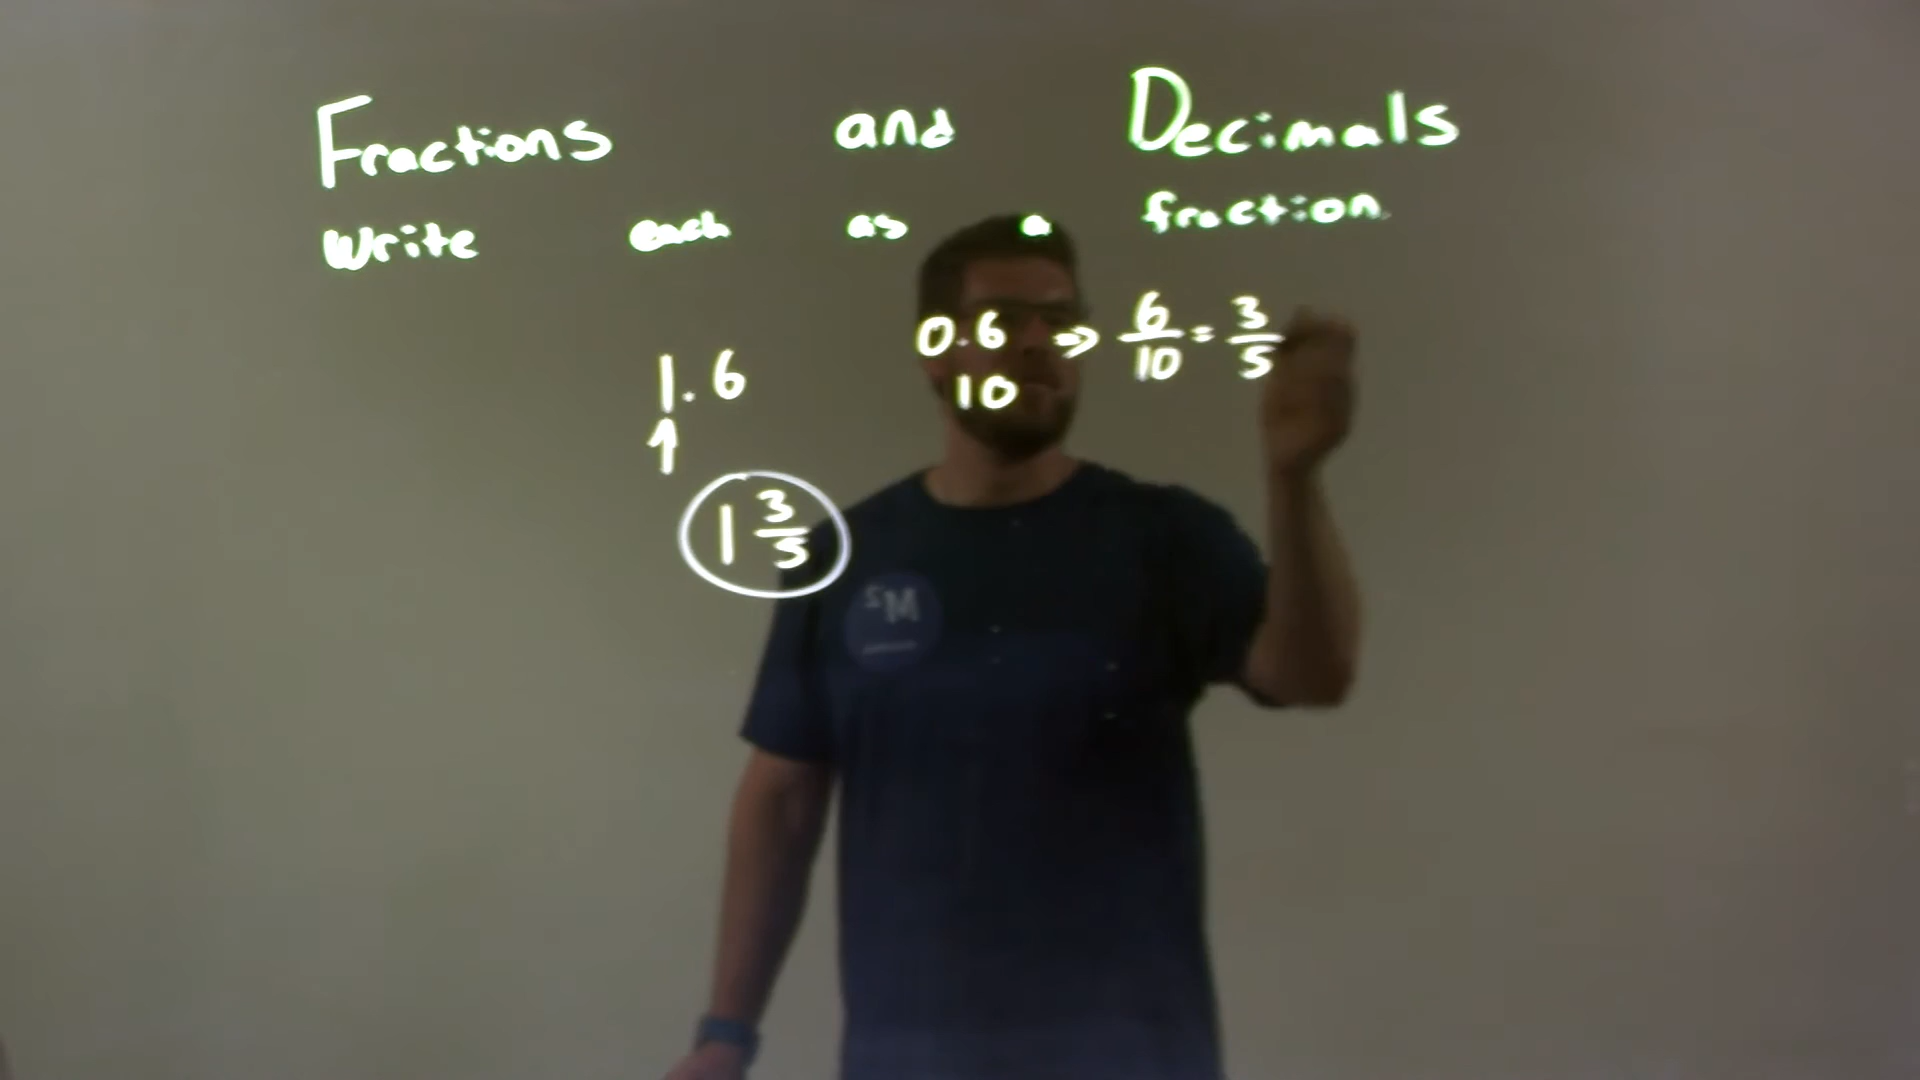 Fractions and Decimals
Write each as a fraction.
1.6
0.6 ⇒ 6/10 = 3/5
10
↑
1 3/5
M²